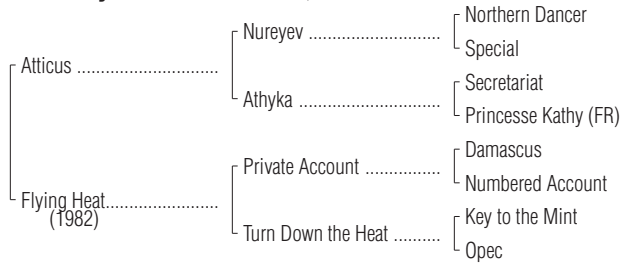 Northern Dancer
Nureyev ..............................
Special
Atticus ................................
Secretariat
Athyka ................................
Princesse Kathy (FR)
Damascus
Private Account .................
Numbered Account
Flying Heat.........................
(1982)
Key to the Mint
Turn Down the Heat ..........
Opec